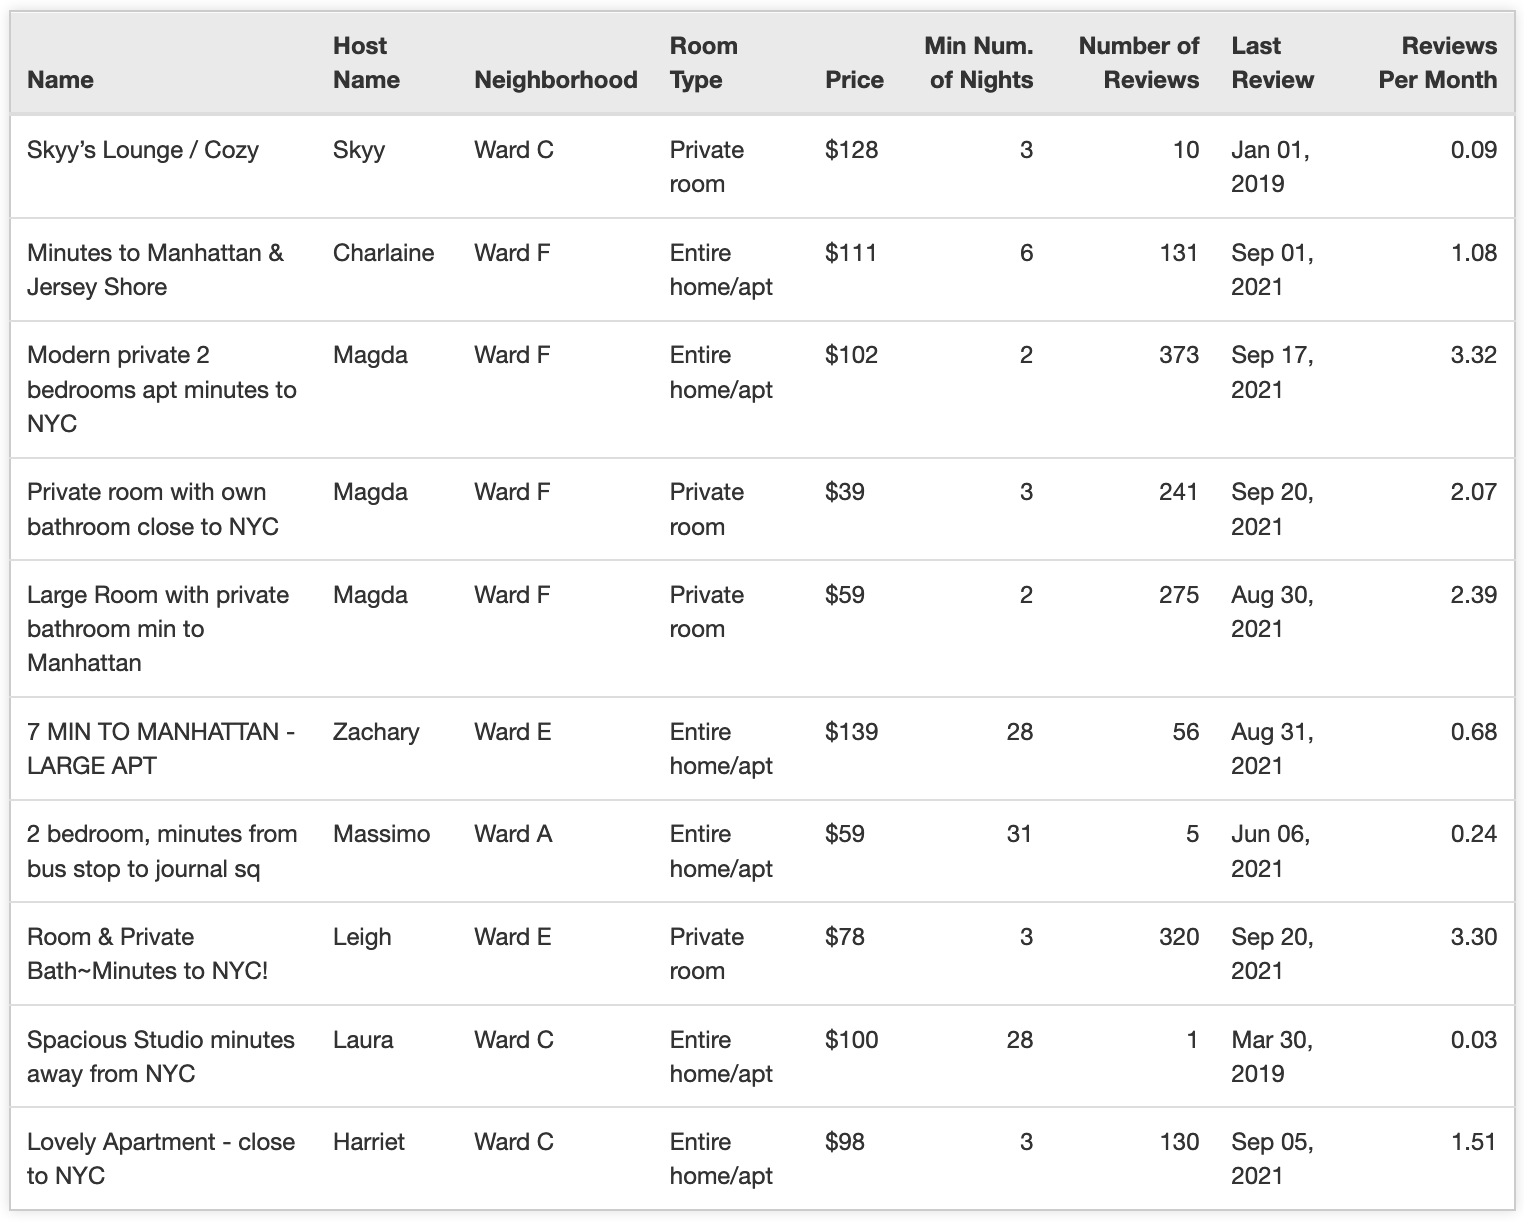 Name Host Name Neighborhood Room Type Price Min Num. of Nights Number of Reviews Last Review Reviews Per Month
Skyy’s Lounge / Cozy Skyy Ward C Private room $128 3 10 Jan 01, 2019 0.09
Minutes to Manhattan & Jersey Shore Charlaine Ward F Entire home/apt $111 6 131 Sep 01, 2021 1.08
Modern private 2 bedrooms apt minutes to NYC Magda Ward F Entire home/apt $102 2 373 Sep 17, 2021 3.32
Private room with own bathroom close to NYC Magda Ward F Private room $39 3 241 Sep 20, 2021 2.07
Large Room with private bathroom min to Manhattan Magda Ward F Private room $59 2 275 Aug 30, 2021 2.39
7 MIN TO MANHATTAN - LARGE APT Zachary Ward E Entire home/apt $139 28 56 Aug 31, 2021 0.68
2 bedroom, minutes from bus stop to journal sq Massimo Ward A Entire home/apt $59 31 5 Jun 06, 2021 0.24
Room & Private Bath~Minutes to NYC! Leigh Ward E Private room $78 3 320 Sep 20, 2021 3.30
Spacious Studio minutes away from NYC Laura Ward C Entire home/apt $100 28 1 Mar 30, 2019 0.03
Lovely Apartment - close to NYC Harriet Ward C Entire home/apt $98 3 130 Sep 05, 2021 1.51